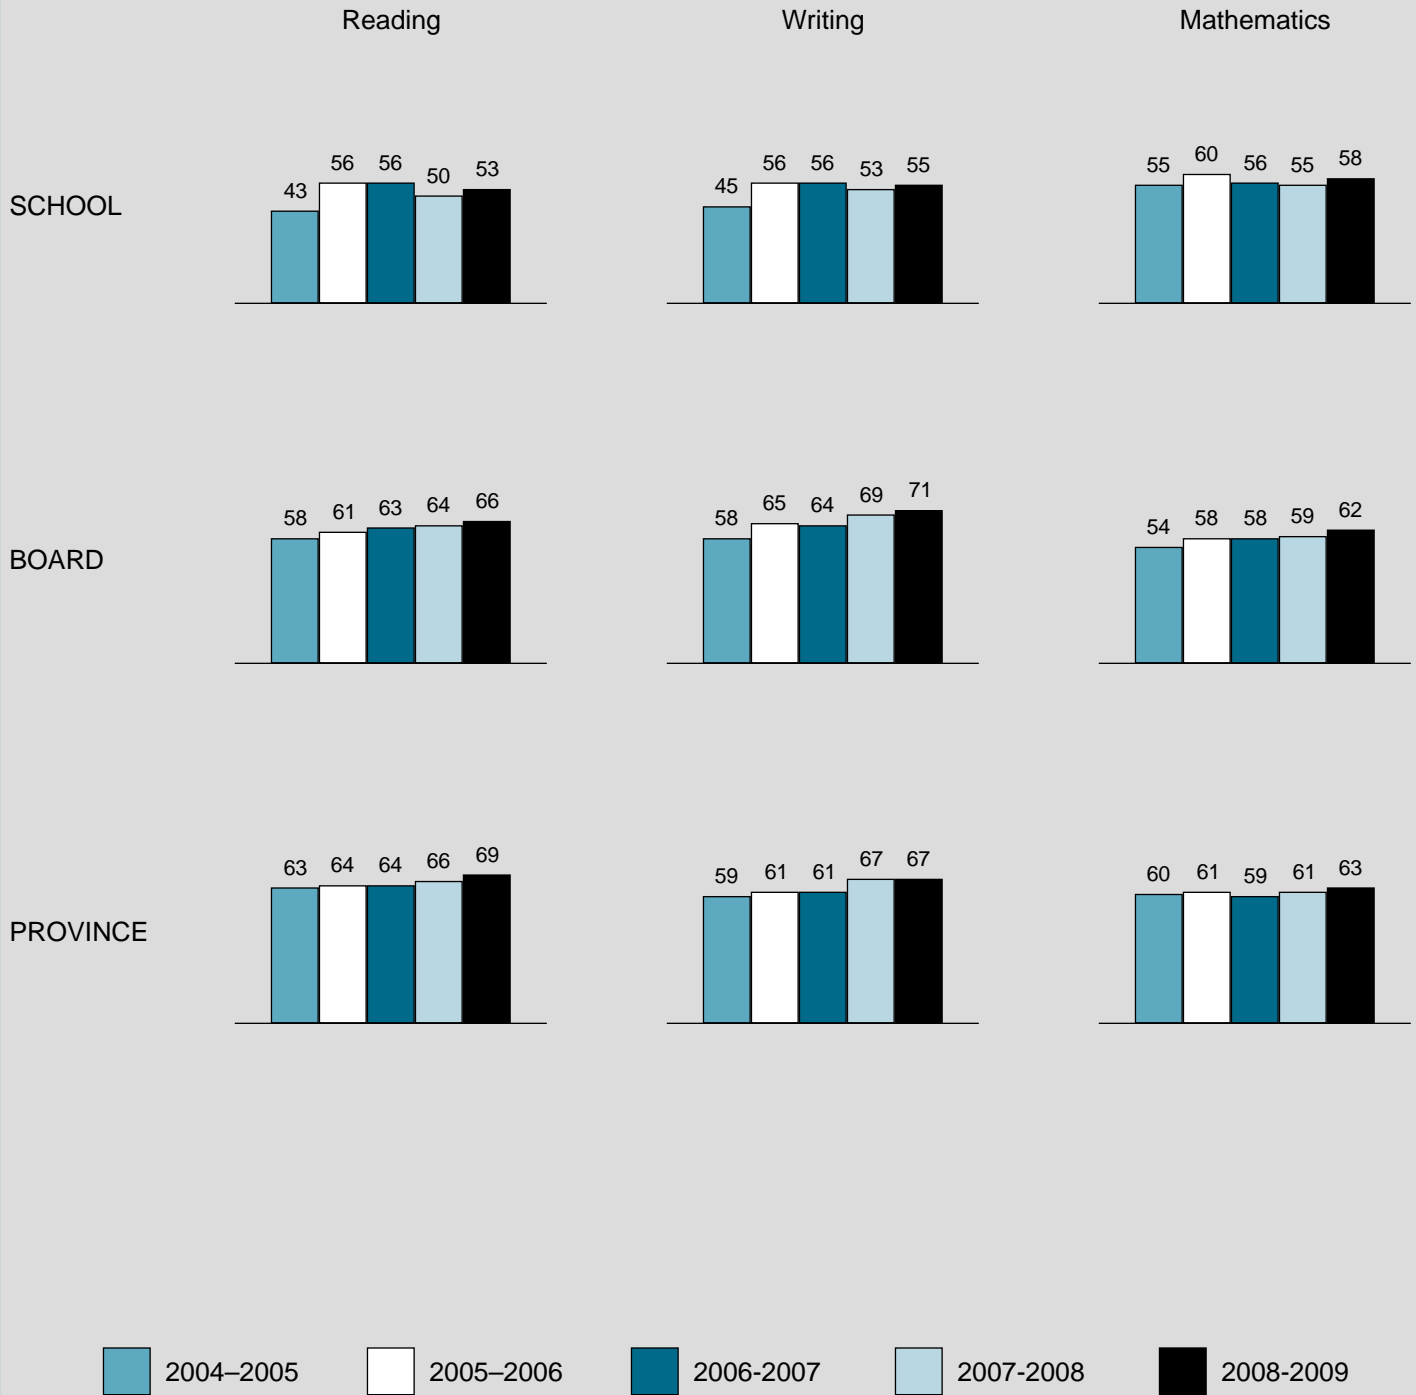 Reading Writing Mathematics
SCHOOL
43 56 56 50 53
45 56 56 53 55
55 60 56 55 58
BOARD
58 61 63 64 66
58 65 64 69 71
54 58 58 59 62
PROVINCE
63 64 64 66 69
59 61 61 67 67
60 61 59 61 63
2004–2005 2005–2006 2006-2007 2007-2008 2008-2009